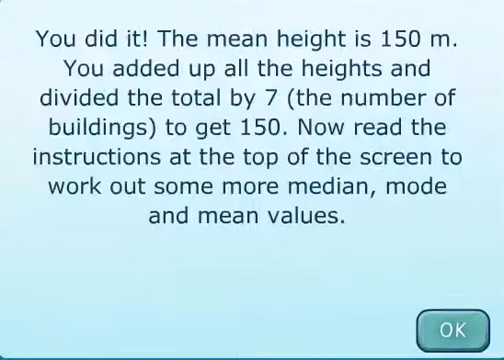 You did it! The mean height is 150 m.
You added up all the heights and
divided the total by 7 (the number of
buildings) to get 150. Now read the
instructions at the top of the screen to
work out some more median, mode
and mean values.
OK